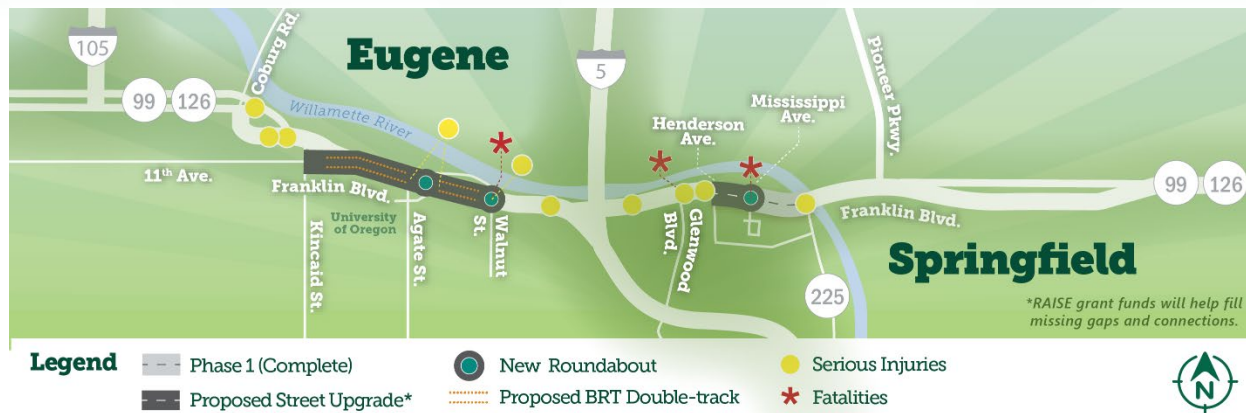 105
Coburg Rd.
Eugene
5
Pioneer Pkwy.
99
126
Willamette River
Mississippi
Ave.
Henderson
Ave.
11th Ave.
Franklin Blvd.
University
of Oregon
Kincaid St.
Agate St.
Walnut
St.
Glenwood
Blvd.
Franklin Blvd.
99
126
225
Springfield
*RAISE grant funds will help fill
missing gaps and connections.
Legend
Phase 1 (Complete)
New Roundabout
Serious Injuries
Proposed Street Upgrade*
Proposed BRT Double-track
Fatalities
N